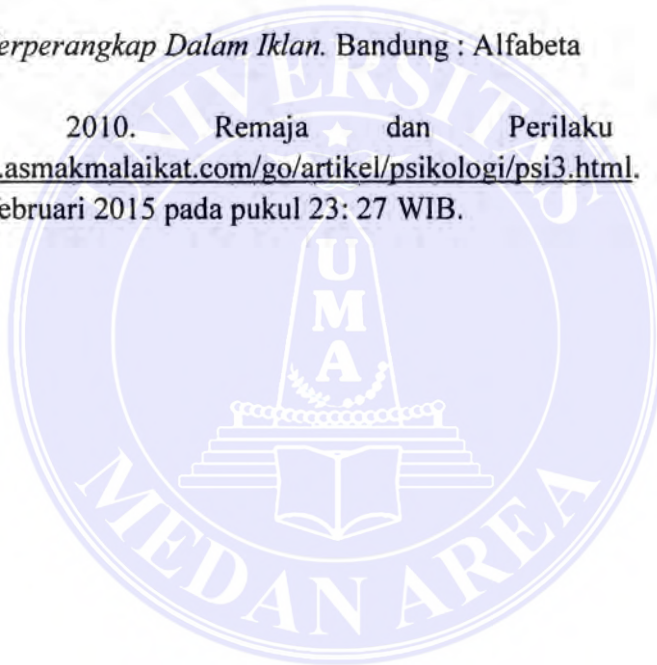 erperangkap Dalam Iklan. Bandung : Alfabeta
2010. Remaja dan Perilaku
.asmakmalaikat.com/go/artikel/psikologi/psi3.html.
ebruari 2015 pada pukul 23: 27 WIB.
UNIVERSITAS
U
M
A
MEDAN AREA